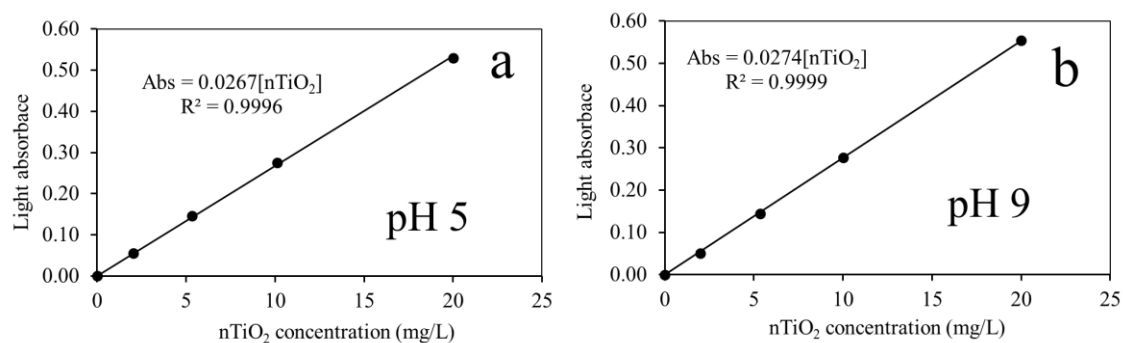 0.60
0.50
0.40
0.30
0.20
0.10
0.00
Light absorbace
Abs = 0.0267[nTiO₂]
R² = 0.9996
a
pH 5
0 5 10 15 20 25
nTiO₂ concentration (mg/L)
0.60
0.50
0.40
0.30
0.20
0.10
0.00
Light absorbace
Abs = 0.0274[nTiO₂]
R² = 0.9999
b
pH 9
0 5 10 15 20 25
nTiO₂ concentration (mg/L)